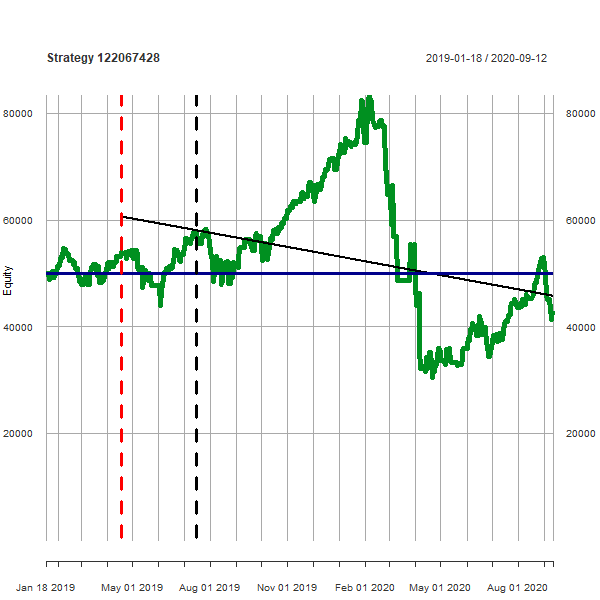 Strategy 122067428
2019-01-18 / 2020-09-12
80000
80000
60000
60000
Equity
40000
40000
20000
20000
Jan 18 2019
May 01 2019
Aug 01 2019
Nov 01 2019
Feb 01 2020
May 01 2020
Aug 01 2020